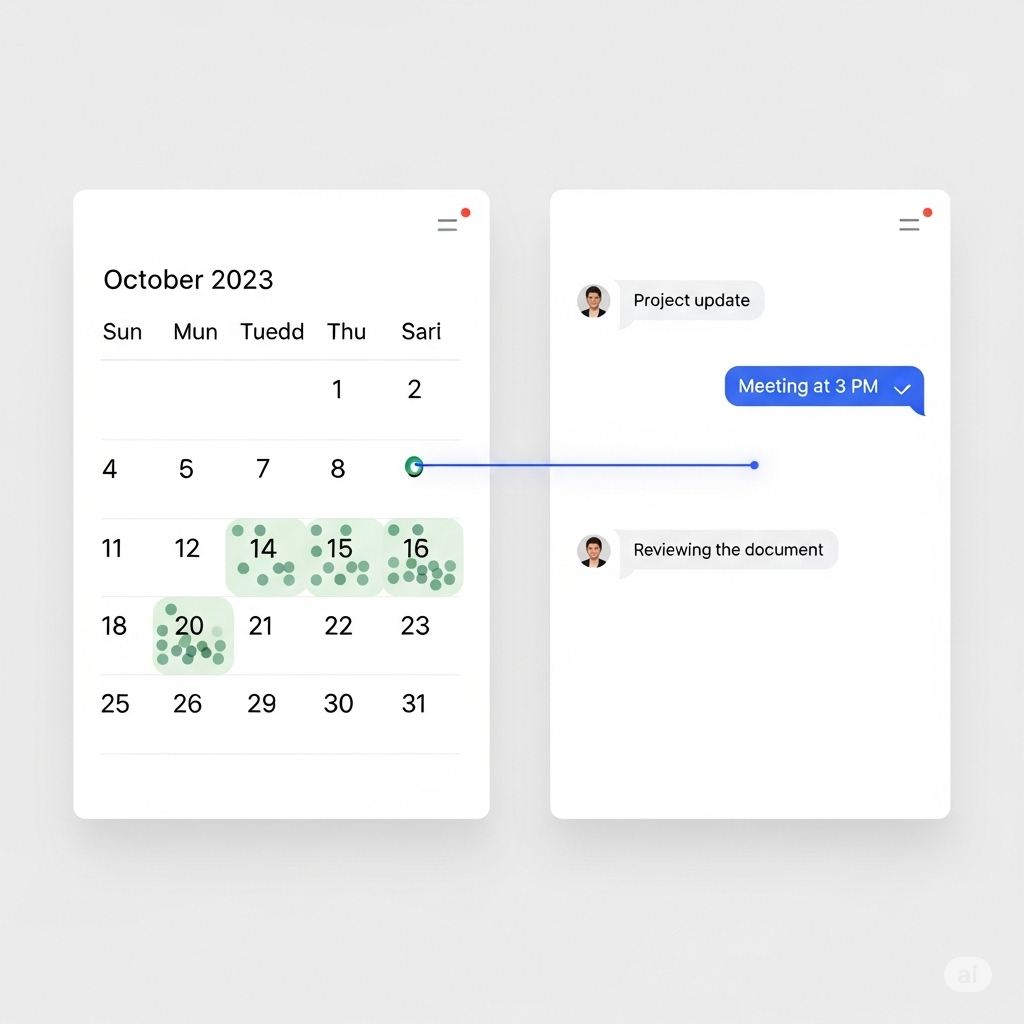 October 2023
Sun Mun Tuedd Thu Sari
1 2
4 5 7 8
11 12 14 15 16
18 20 21 22 23
25 26 29 30 31
Project update
Meeting at 3 PM
Reviewing the document
ai